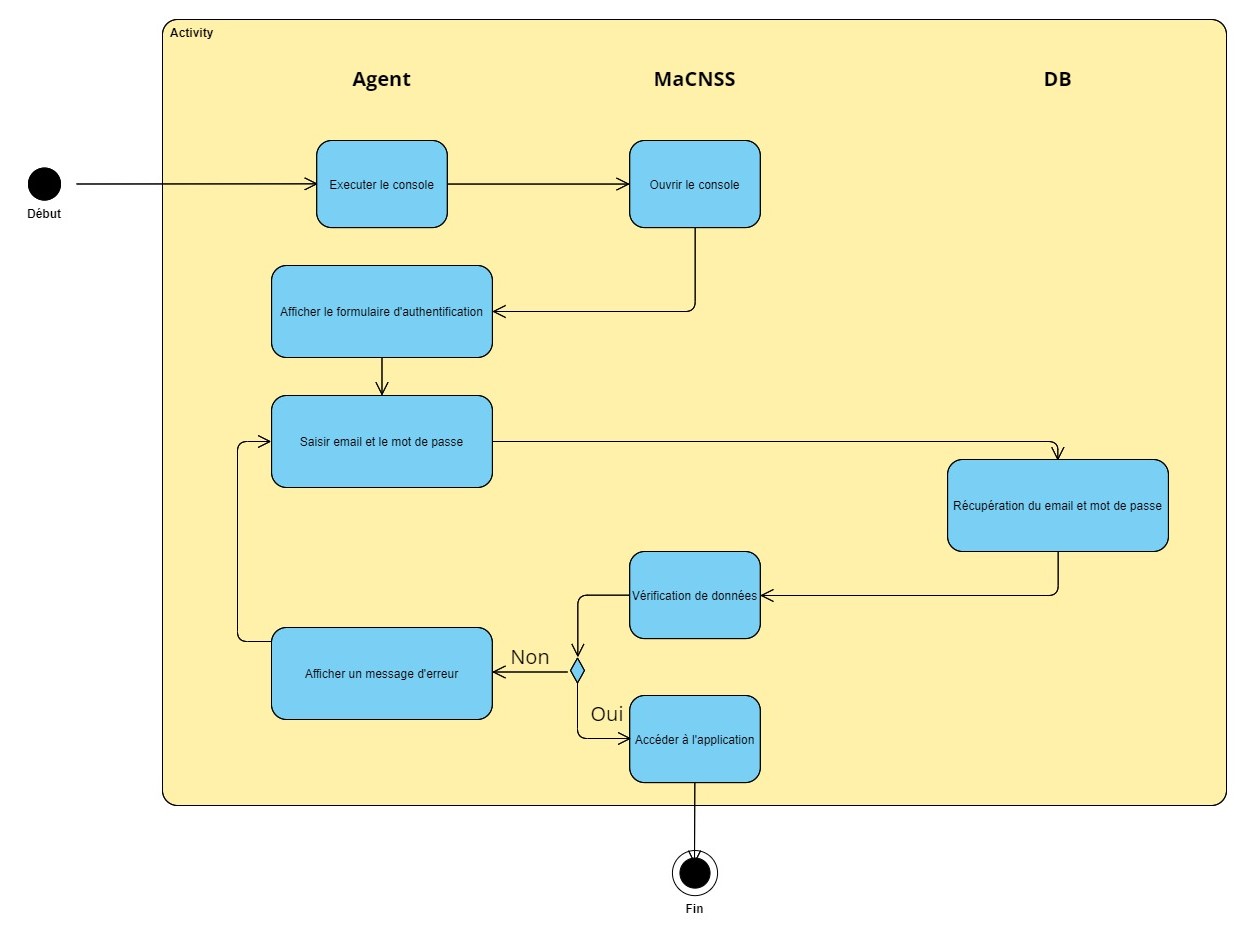 Activity
Agent
MaCNSS
DB
Executer le console
Ouvrir le console
Début
Afficher le formulaire d'authentification
Saisir email et le mot de passe
Récupération du email et mot de passe
Vérification de données
Non
Afficher un message d'erreur
Oui
Accéder à l'application
Fin